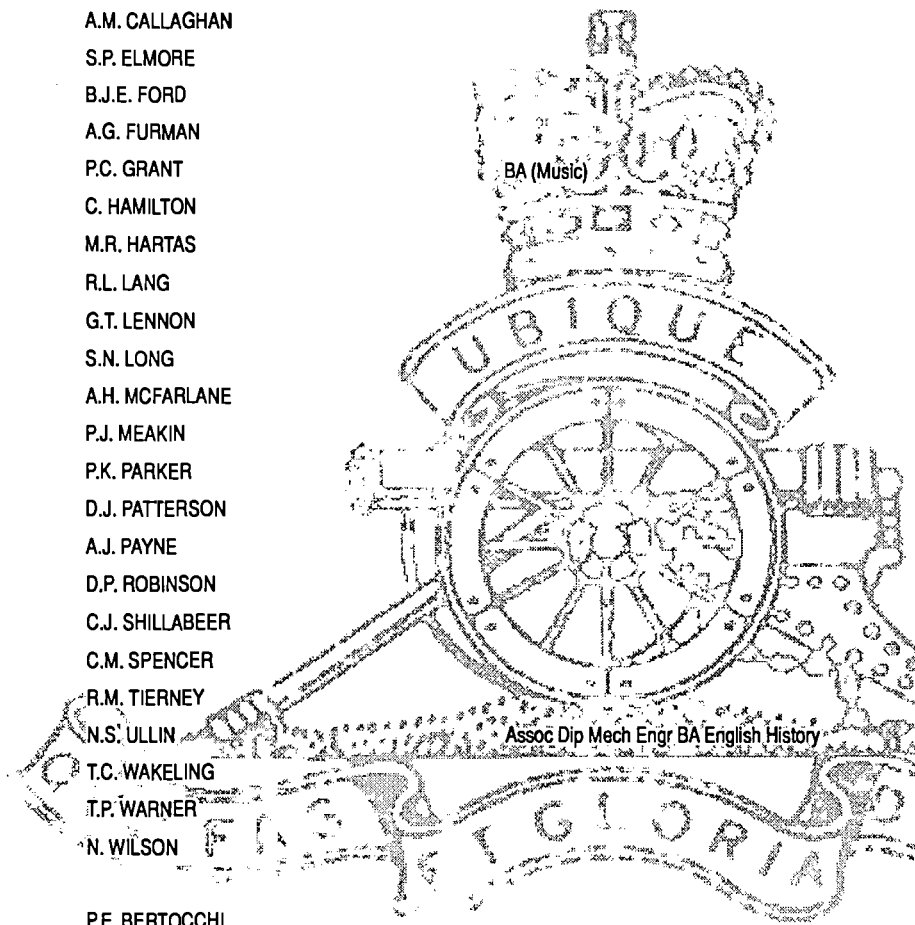 A.M. CALLAGHAN
S.P. ELMORE
B.J.E. FORD
A.G. FURMAN
P.C. GRANT BA (Music)
C. HAMILTON
M.R. HARTAS
R.L. LANG
UBIQUE
G.T. LENNON
S.N. LONG
A.H. MCFARLANE
P.J. MEAKIN
P.K. PARKER
D.J. PATTERSON
A.J. PAYNE
D.P. ROBINSON
C.J. SHILLABEER
C.M. SPENCER
R.M. TIERNEY
N.S. ULLIN Assoc Dip Mech Engr BA English History
T.C. WAKELING
T.P. WARNER
N. WILSON
GLORIA
BERTOCCHI